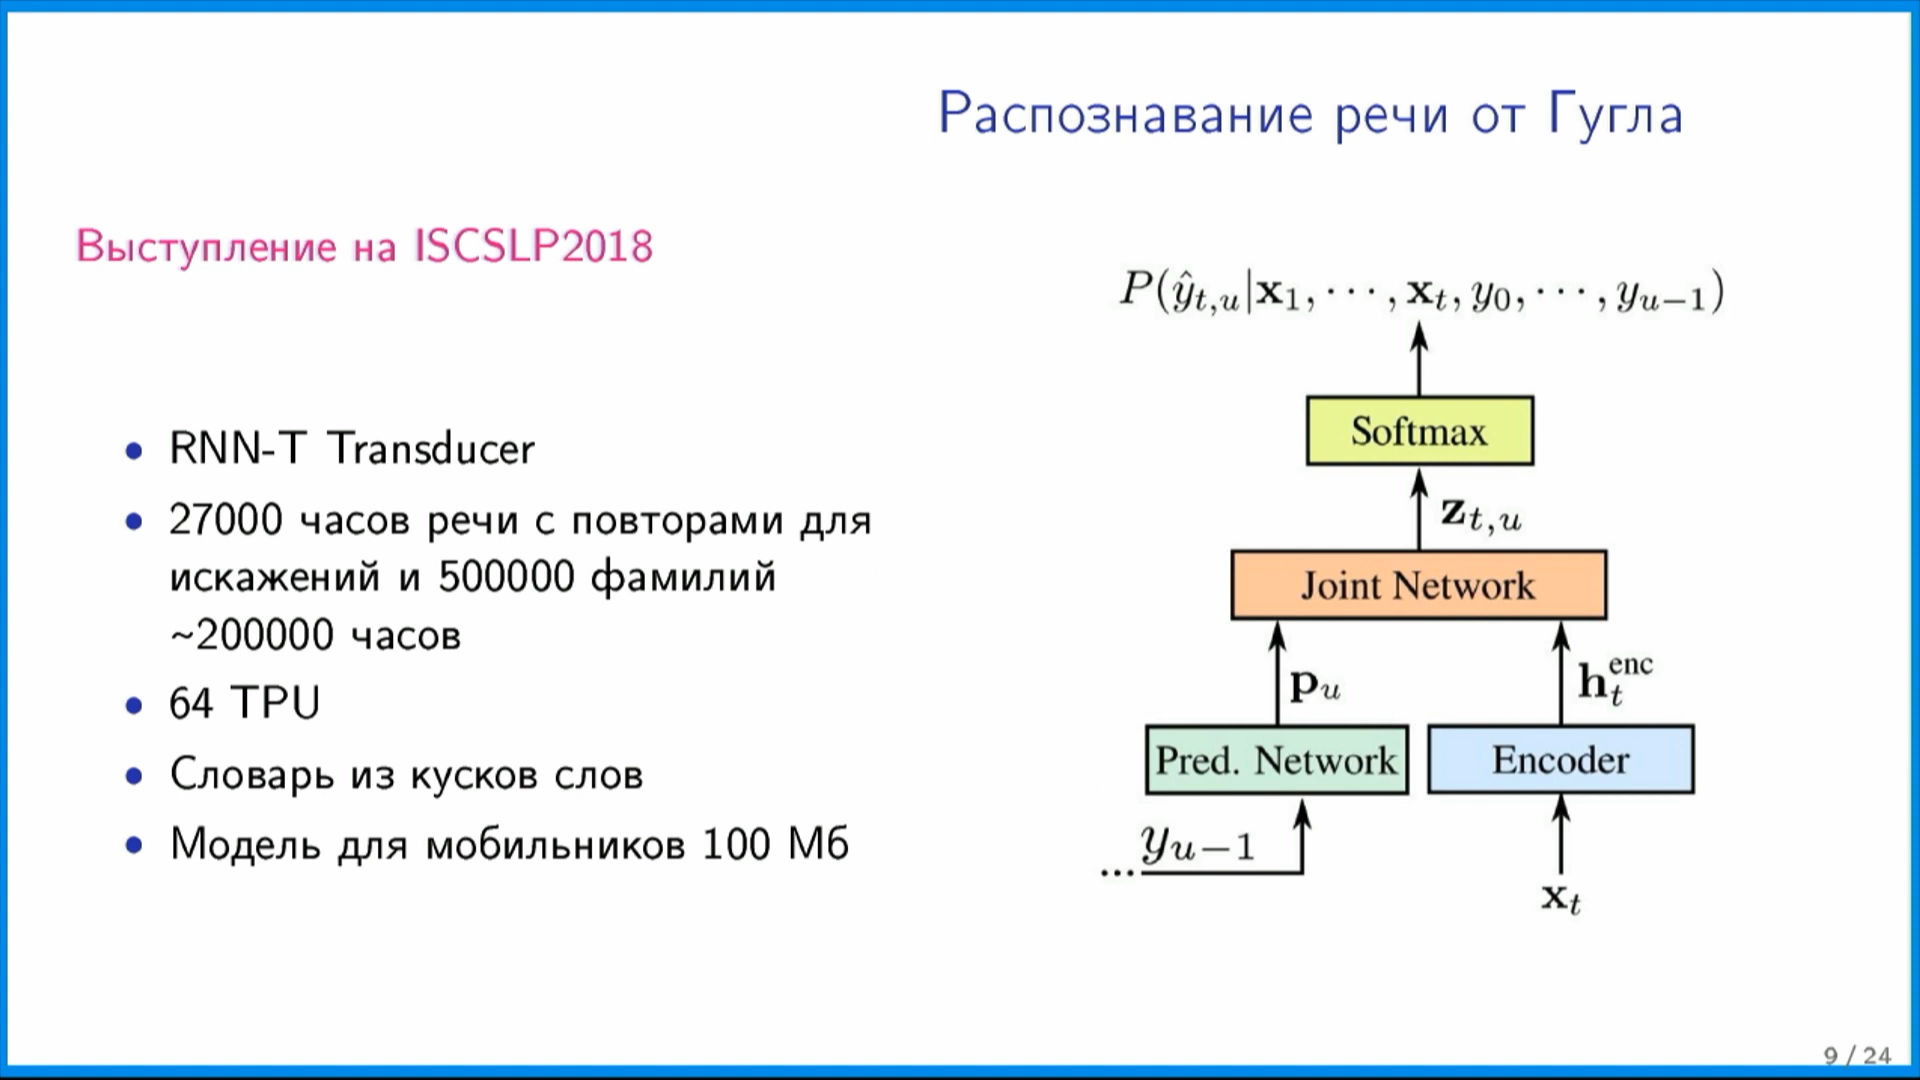 Распознавание речи от Гугла
Выступление на ISCSLP2018
• RNN-T Transducer
• 27000 часов речи с повторами для
искажений и 500000 фамилий
~200000 часов
• 64 TPU
• Словарь из кусков слов
• Модель для мобильников 100 Мб
P(ŷ_{t,u}|x_1, ⋯ , x_t, y_0, ⋯ , y_{u−1})
Softmax
z_{t,u}
Joint Network
p_u h_t^{enc}
Pred. Network Encoder
... y_{u−1}
x_t
9 / 24